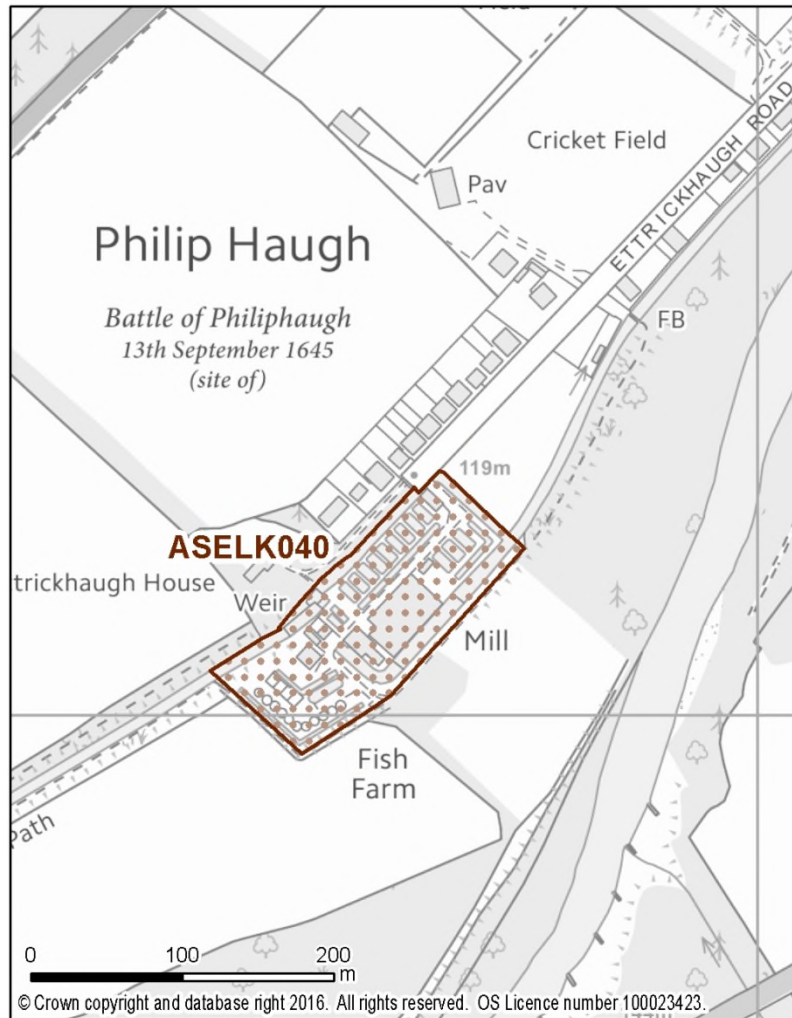 Cricket Field
Pav
ETTRICKHAUGH ROAD
Philip Haugh
Battle of Philiphaugh
13th September 1645
(site of)
FB
119m
ASELK040
trickhaugh House
Weir
Mill
Fish
Farm
Path
0 100 200
m
© Crown copyright and database right 2016. All rights reserved. OS Licence number 100023423.